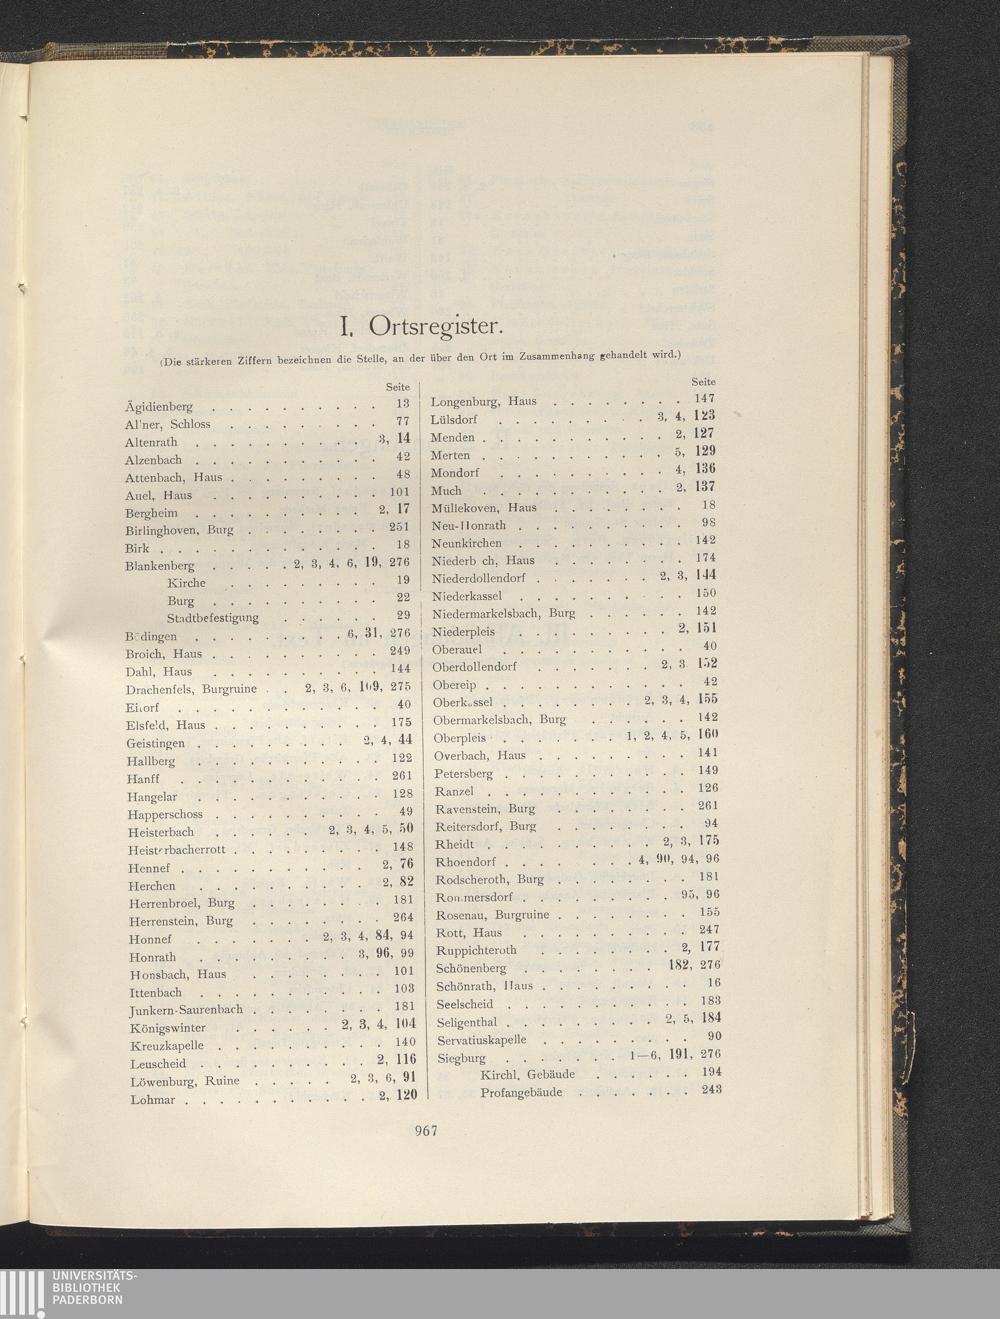 I. Ortsregister.
(Die stärkeren Ziffern bezeichnen die Stelle, an der über den Ort im Zusammenhang gehandelt wird.)
Seite
Ägidienberg . . . . . . . . . . 13
Al'ner, Schloss . . . . . . . . . 77
Altenrath . . . . . . . . . . 3, 14
Alzenbach . . . . . . . . . . . 42
Attenbach, Haus . . . . . . . . . 48
Auel, Haus . . . . . . . . . . 101
Bergheim . . . . . . . . . . 2, 17
Birlinghoven, Burg . . . . . . . . 251
Birk . . . . . . . . . . . . . 18
Blankenberg . . . . . 2, 3, 4, 6, 19, 276
Kirche . . . . . . . . . 19
Burg . . . . . . . . . . 22
Stadtbefestigung . . . . . . 29
Bödingen . . . . . . . . 6, 31, 276
Broich, Haus . . . . . . . . . . 249
Dahl, Haus . . . . . . . . . . 144
Drachenfels, Burgruine . . 2, 3, 6, 109, 275
Eitorf . . . . . . . . . . . . 40
Elsfeld, Haus . . . . . . . . . . 175
Geistingen . . . . . . . . . 2, 4, 44
Hallberg . . . . . . . . . . . 122
Hanff . . . . . . . . . . . . 261
Hangelar . . . . . . . . . . . 128
Happerschoss . . . . . . . . . . 49
Heisterbach . . . . . . 2, 3, 4, 5, 50
Heisterbacherrott . . . . . . . . . 148
Hennef . . . . . . . . . . . 2, 76
Herchen . . . . . . . . . . 2, 82
Herrenbroel, Burg . . . . . . . . 181
Herrenstein, Burg . . . . . . . . 264
Honnef . . . . . . . 2, 3, 4, 84, 94
Honrath . . . . . . . . . 3, 96, 99
Honsbach, Haus . . . . . . . . 101
Ittenbach . . . . . . . . . . . 103
Junkern-Saurenbach . . . . . . . . 181
Königswinter . . . . . . 2, 3, 4, 104
Kreuzkapelle . . . . . . . . . . 140
Leuscheid . . . . . . . . . . 2, 116
Löwenburg, Ruine . . . . . 2, 3, 6, 91
Lohmar . . . . . . . . . . . 2, 120
Seite
Longenburg, Haus . . . . . . . . 147
Lülsdorf . . . . . . . . . 3, 4, 123
Menden . . . . . . . . . . . 2, 127
Merten . . . . . . . . . . . 5, 129
Mondorf . . . . . . . . . . 4, 136
Much . . . . . . . . . . . 2, 137
Müllekoven, Haus . . . . . . . . 18
Neu-Honrath . . . . . . . . . . 98
Neunkirchen . . . . . . . . . . 142
Niederb ch, Haus . . . . . . . . 174
Niederdollendorf . . . . . . . 2, 3, 144
Niederkassel . . . . . . . . . . 150
Niedermarkelsbach, Burg . . . . . . 142
Niederpleis . . . . . . . . . 2, 151
Oberauel . . . . . . . . . . . 40
Oberdollendorf . . . . . . . 2, 3 152
Obereip . . . . . . . . . . . . 42
Oberkassel . . . . . . . . 2, 3, 4, 155
Obermarkelsbach, Burg . . . . . . 142
Oberpleis . . . . . . . 1, 2, 4, 5, 160
Overbach, Haus . . . . . . . . . 141
Petersberg . . . . . . . . . . . 149
Ranzel . . . . . . . . . . . . 126
Ravenstein, Burg . . . . . . . . 261
Reitersdorf, Burg . . . . . . . . 94
Rheidt . . . . . . . . . . 2, 3, 175
Rhoendorf . . . . . . . 4, 90, 94, 96
Rodscheroth, Burg . . . . . . . . 181
Rommersdorf . . . . . . . . . 95, 96
Rosenau, Burgruine . . . . . . . . 155
Rott, Haus . . . . . . . . . . 247
Ruppichteroth . . . . . . . . 2, 177
Schönenberg . . . . . . . . 182, 276
Schönrath, Haus . . . . . . . . . 16
Seelscheid . . . . . . . . . . . 183
Seligenthal . . . . . . . . . 2, 5, 184
Servatiuskapelle . . . . . . . . . 90
Siegburg . . . . . . . 1—6, 191, 276
Kirchl. Gebäude . . . . . . 194
Profangebäude . . . . . . . 243
967
UNIVERSITÄTS-
BIBLIOTHEK
PADERBORN